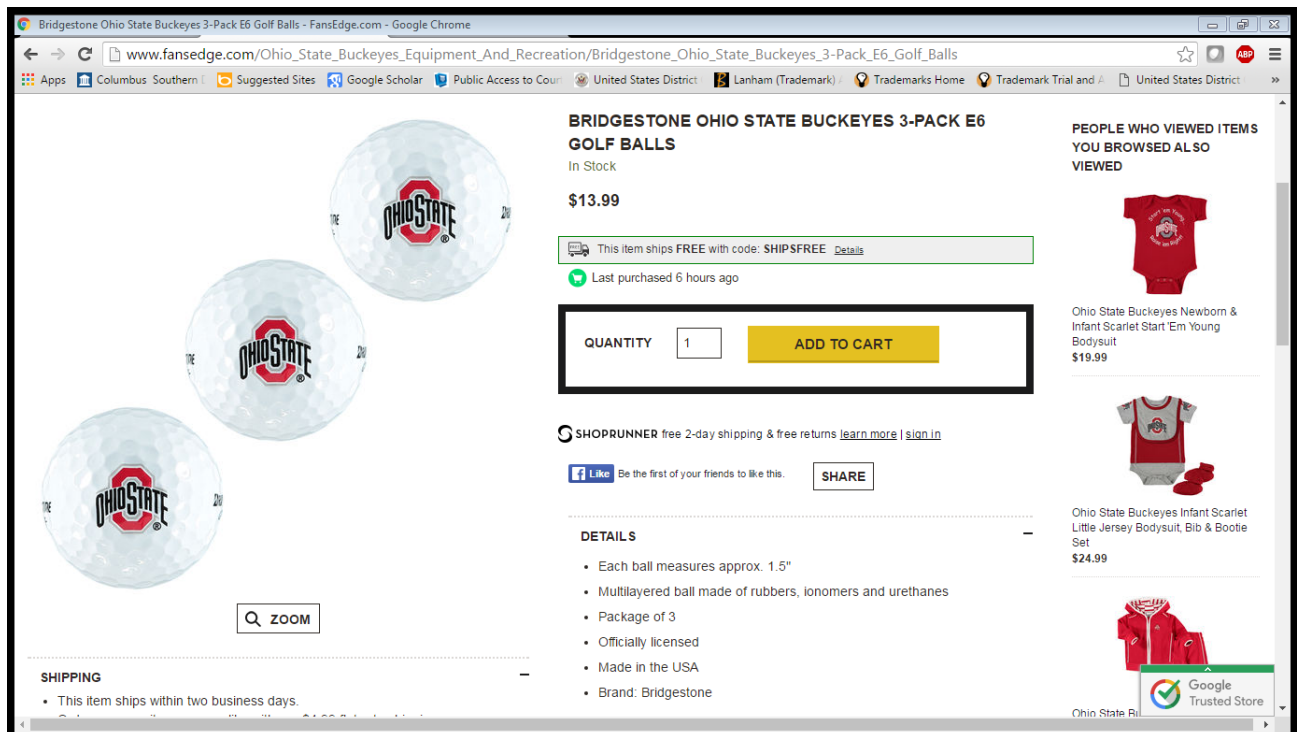 Bridgestone Ohio State Buckeyes 3-Pack E6 Golf Balls - FansEdge.com - Google Chrome
www.fansedge.com/Ohio_State_Buckeyes_Equipment_And_Recreation/Bridgestone_Ohio_State_Buckeyes_3-Pack_E6_Golf_Balls
ABP
Apps Columbus Southern Suggested Sites Google Scholar Public Access to Cour United States District Lanham (Trademark) Trademarks Home Trademark Trial and A United States District »
OHIO STATE ®
OHIO STATE ®
OHIO STATE ®
ZOOM
SHIPPING
• This item ships within two business days.
BRIDGESTONE OHIO STATE BUCKEYES 3-PACK E6
GOLF BALLS
In Stock
$13.99
This item ships FREE with code: SHIPSFREE Details
Last purchased 6 hours ago
QUANTITY 1 ADD TO CART
SHOPRUNNER free 2-day shipping & free returns learn more | sign in
Like Be the first of your friends to like this. SHARE
DETAILS
• Each ball measures approx. 1.5"
• Multilayered ball made of rubbers, ionomers and urethanes
• Package of 3
• Officially licensed
• Made in the USA
• Brand: Bridgestone
PEOPLE WHO VIEWED ITEMS
YOU BROWSED ALSO
VIEWED
Ohio State Buckeyes Newborn &
Infant Scarlet Start 'Em Young
Bodysuit
$19.99
Ohio State Buckeyes Infant Scarlet
Little Jersey Bodysuit, Bib & Bootie
Set
$24.99
Ohio State
Google
Trusted Store